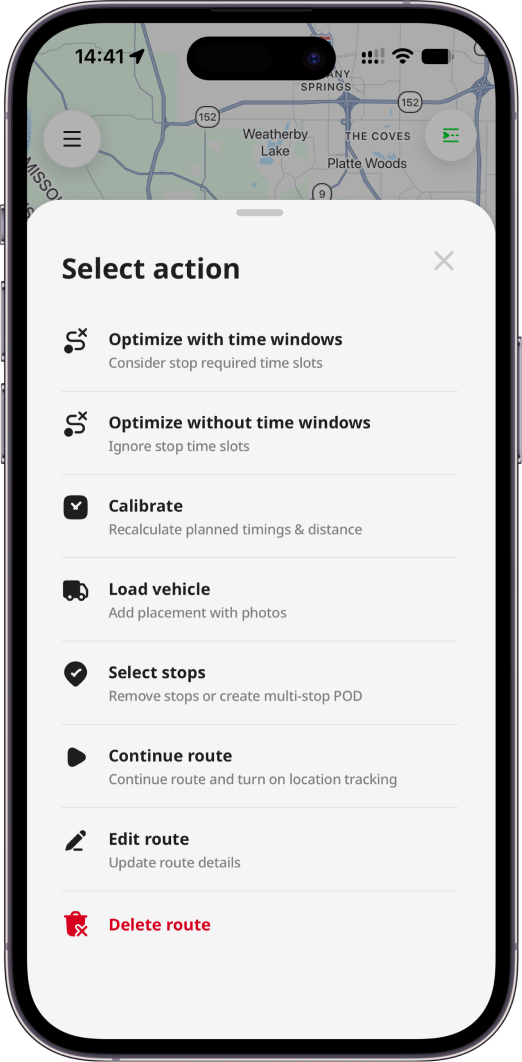 14:41
ANY
SPRINGS
152
152
Weatherby
Lake
THE COVES
Platte Woods
9
Select action
Optimize with time windows
Consider stop required time slots
Optimize without time windows
Ignore stop time slots
Calibrate
Recalculate planned timings & distance
Load vehicle
Add placement with photos
Select stops
Remove stops or create multi-stop POD
Continue route
Continue route and turn on location tracking
Edit route
Update route details
Delete route